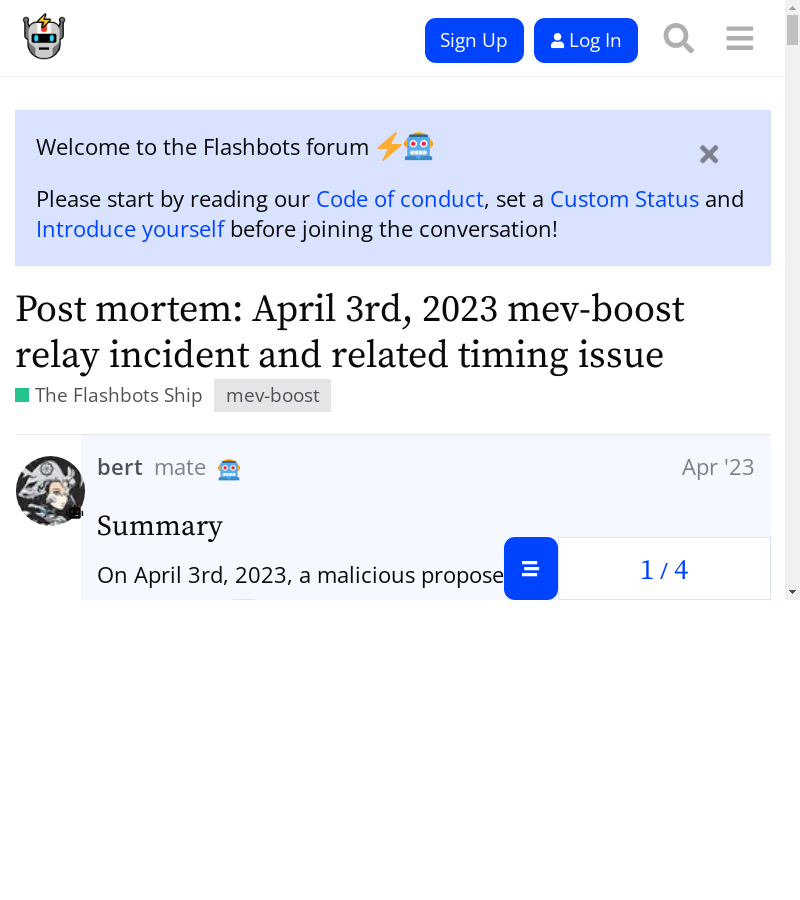 Sign Up
Log In
Welcome to the Flashbots forum
Please start by reading our Code of conduct, set a Custom Status and
Introduce yourself before joining the conversation!
Post mortem: April 3rd, 2023 mev-boost
relay incident and related timing issue
The Flashbots Ship mev-boost
bert mate Apr '23
Summary
On April 3rd, 2023, a malicious propose
1 / 4